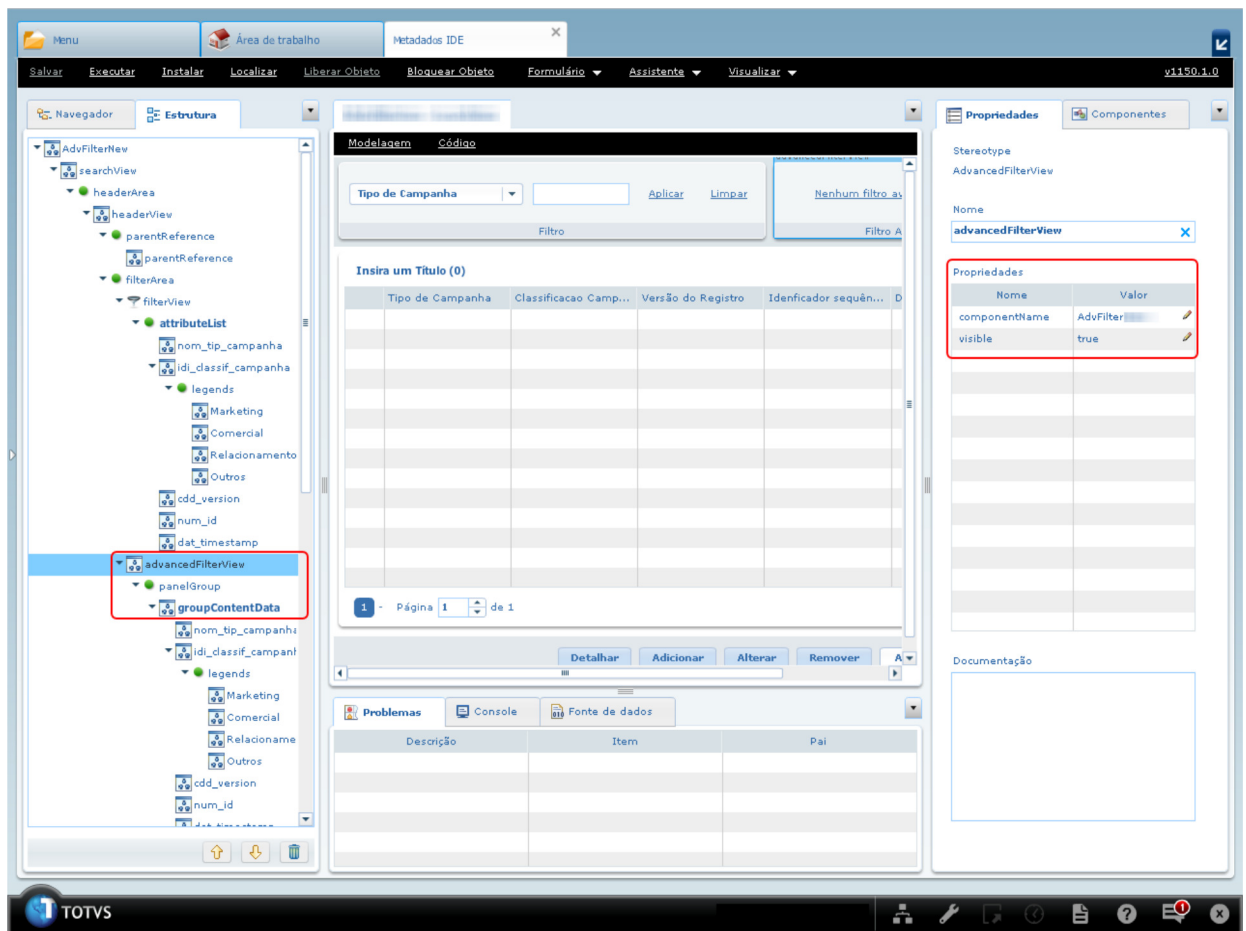 Menu
Área de trabalho
Metadados IDE
Salvar Executar Instalar Localizar Liberar Objeto Bloquear Objeto Formulário Assistente Visualizar v1150.1.0
Navegador
Estrutura
AdvFilterNew
searchView
headerArea
headerView
parentReference
parentReference
filterArea
filterView
attributeList
nom_tip_campanha
idi_classif_campanha
legends
Marketing
Comercial
Relacionamento
Outros
cdd_version
num_id
dat_timestamp
advancedFilterView
panelGroup
groupContentData
nom_tip_campanha
idi_classif_campanh
legends
Marketing
Comercial
Relacioname
Outros
cdd_version
num_id
Modelagem Código
Tipo de Campanha
Aplicar Limpar
Filtro
Nenhum filtro av
Filtro A
Insira um Título (0)
Tipo de Campanha Classificacao Camp... Versão do Registro Idenficador sequên... D
1 - Página 1 de 1
Detalhar Adicionar Alterar Remover A
Problemas Console Fonte de dados
Descrição Item Pai
Propriedades
Componentes
Stereotype
AdvancedFilterView
Nome
advancedFilterView
Propriedades
Nome Valor
componentName AdvFilter
visible true
Documentação
TOTVS
1